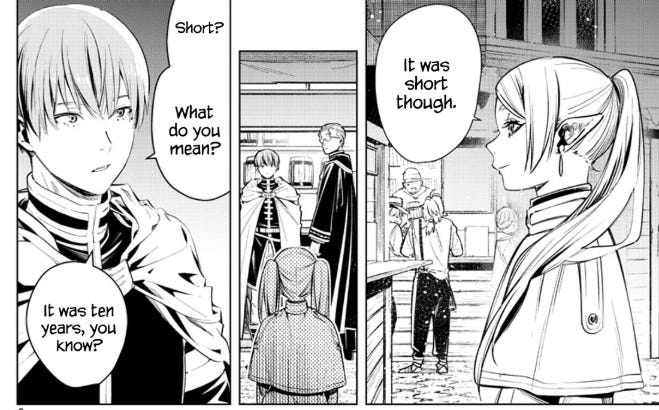 It was
short
though.
Short?
What
do you
mean?
It was ten
years, you
know?